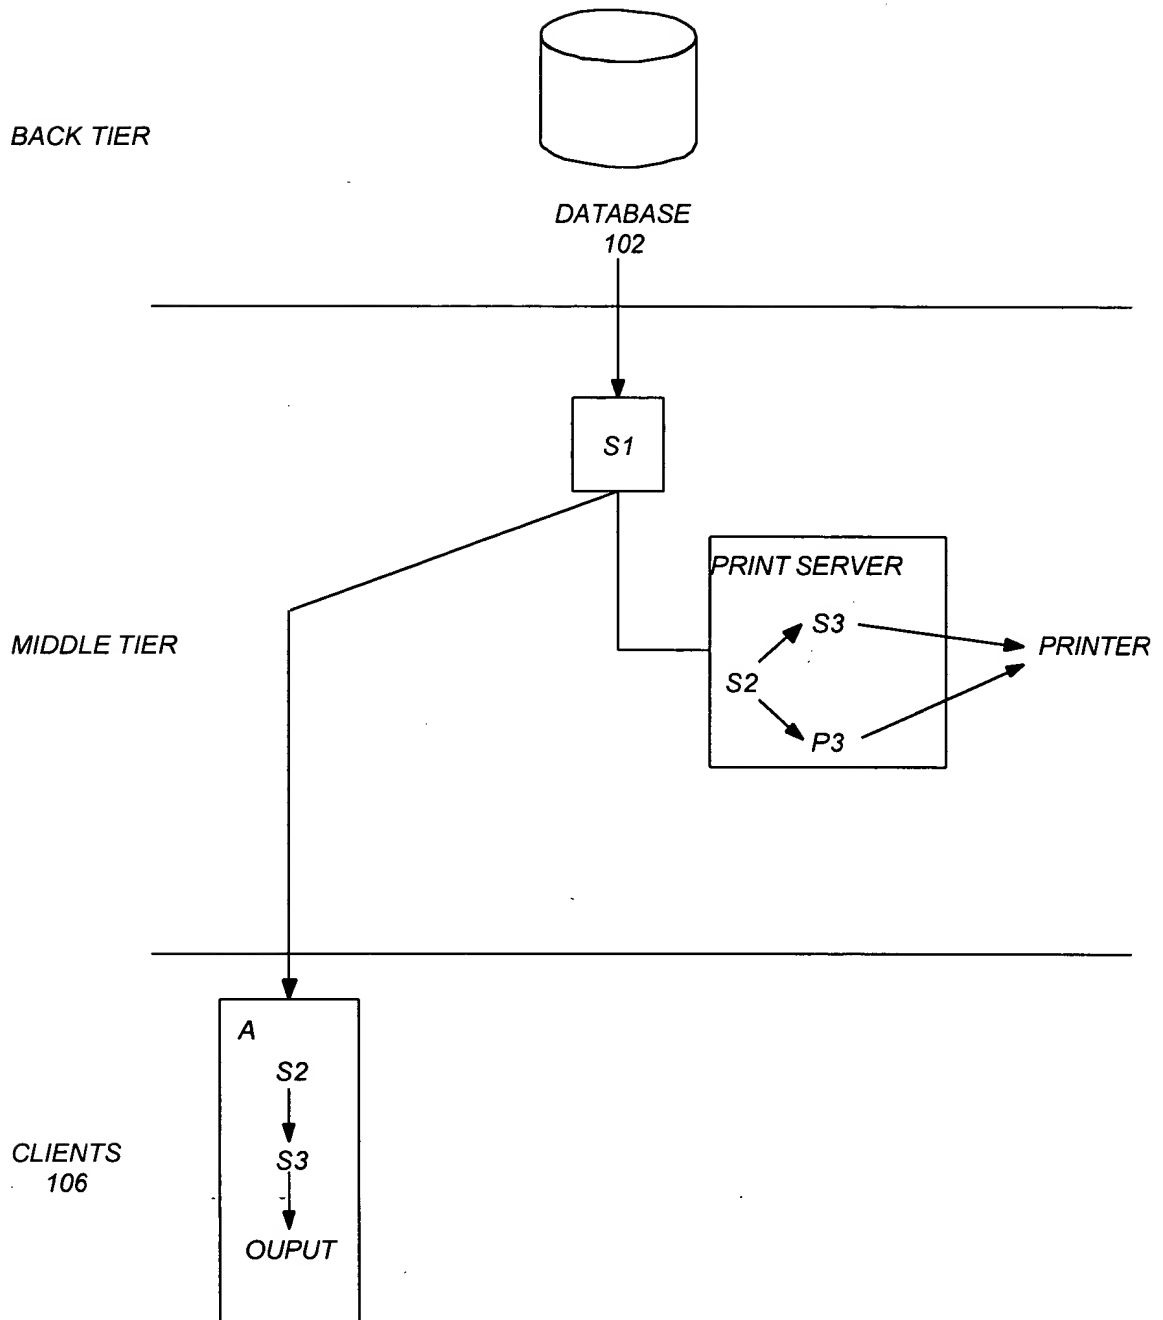 BACK TIER
DATABASE
102
S1
PRINT SERVER
S3
MIDDLE TIER
PRINTER
S2
P3
A
S2
CLIENTS
106
S3
OUPUT